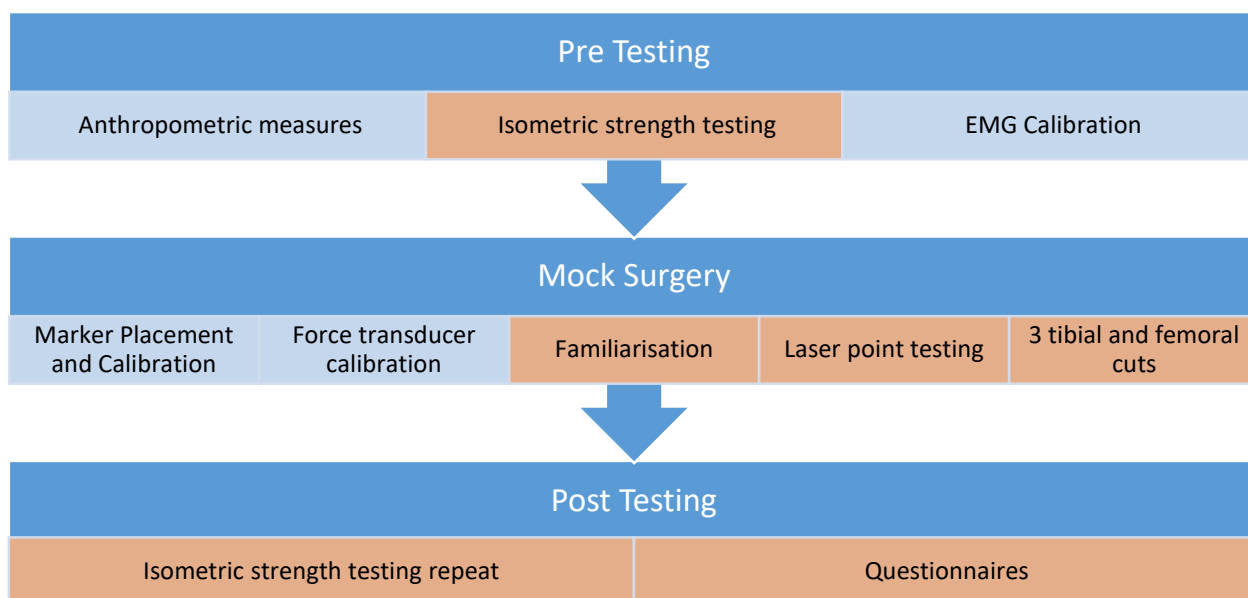 Pre Testing
Anthropometric measures
Isometric strength testing
EMG Calibration
Mock Surgery
Marker Placement
and Calibration
Force transducer
calibration
Familiarisation
Laser point testing
3 tibial and femoral
cuts
Post Testing
Isometric strength testing repeat
Questionnaires